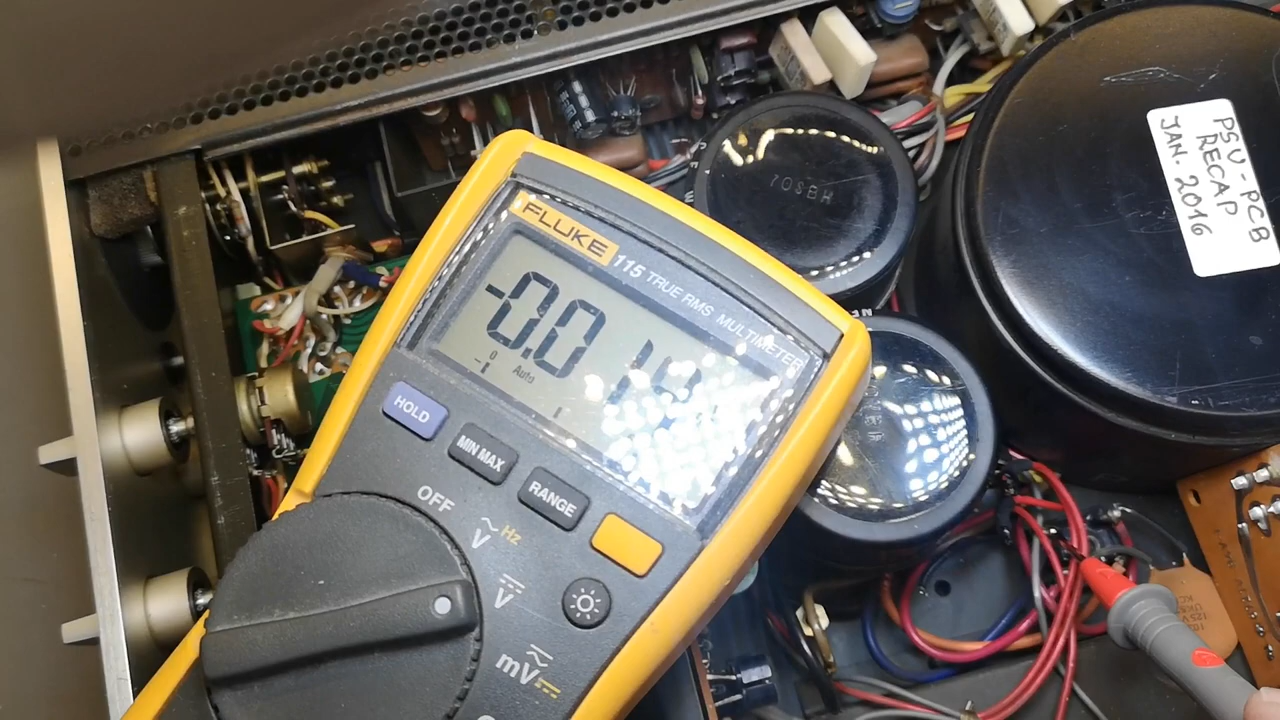 FLUKE 115 TRUE RMS MULTIMETER
-0.0
0
Auto
HOLD
MIN MAX
RANGE
OFF
V Hz
V
mV
PSU-PCB
RECAP
JAN. 2016
70SBH